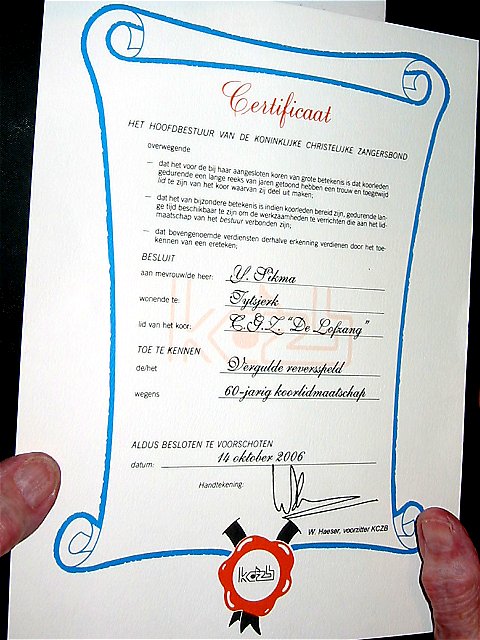 Certificaat
HET HOOFDBESTUUR VAN DE KONINKLIJKE CHRISTELIJKE ZANGERSBOND
overwegende
— dat het voor de bij haar aangesloten koren van grote betekenis is dat koorleden
gedurende een lange reeks van jaren getoond hebben een trouw en toegewijd
lid te zijn van het koor waarvan zij deel uit maken;
— dat het van bijzondere betekenis is indien koorleden bereid zijn, gedurende lan-
ge tijd beschikbaar te zijn om de werkzaamheden te verrichten die aan het lid-
maatschap van het bestuur verbonden zijn;
— dat bovengenoemde verdiensten derhalve erkenning verdienen door het toe-
kennen van een ereteken;
BESLUIT
aan mevrouw/de heer: Y. Sikma
wonende te: Tytsjerk
lid van het koor: C.G.Z. "De Lofzang"
kczb
TOE TE KENNEN
de/het Vergulde reversspeld
wegens 60-jarig koorlidmaatschap
ALDUS BESLOTEN TE VOORSCHOTEN
datum: 14 oktober 2006
Handtekening:
W. Haeser, voorzitter KCZB
kczb